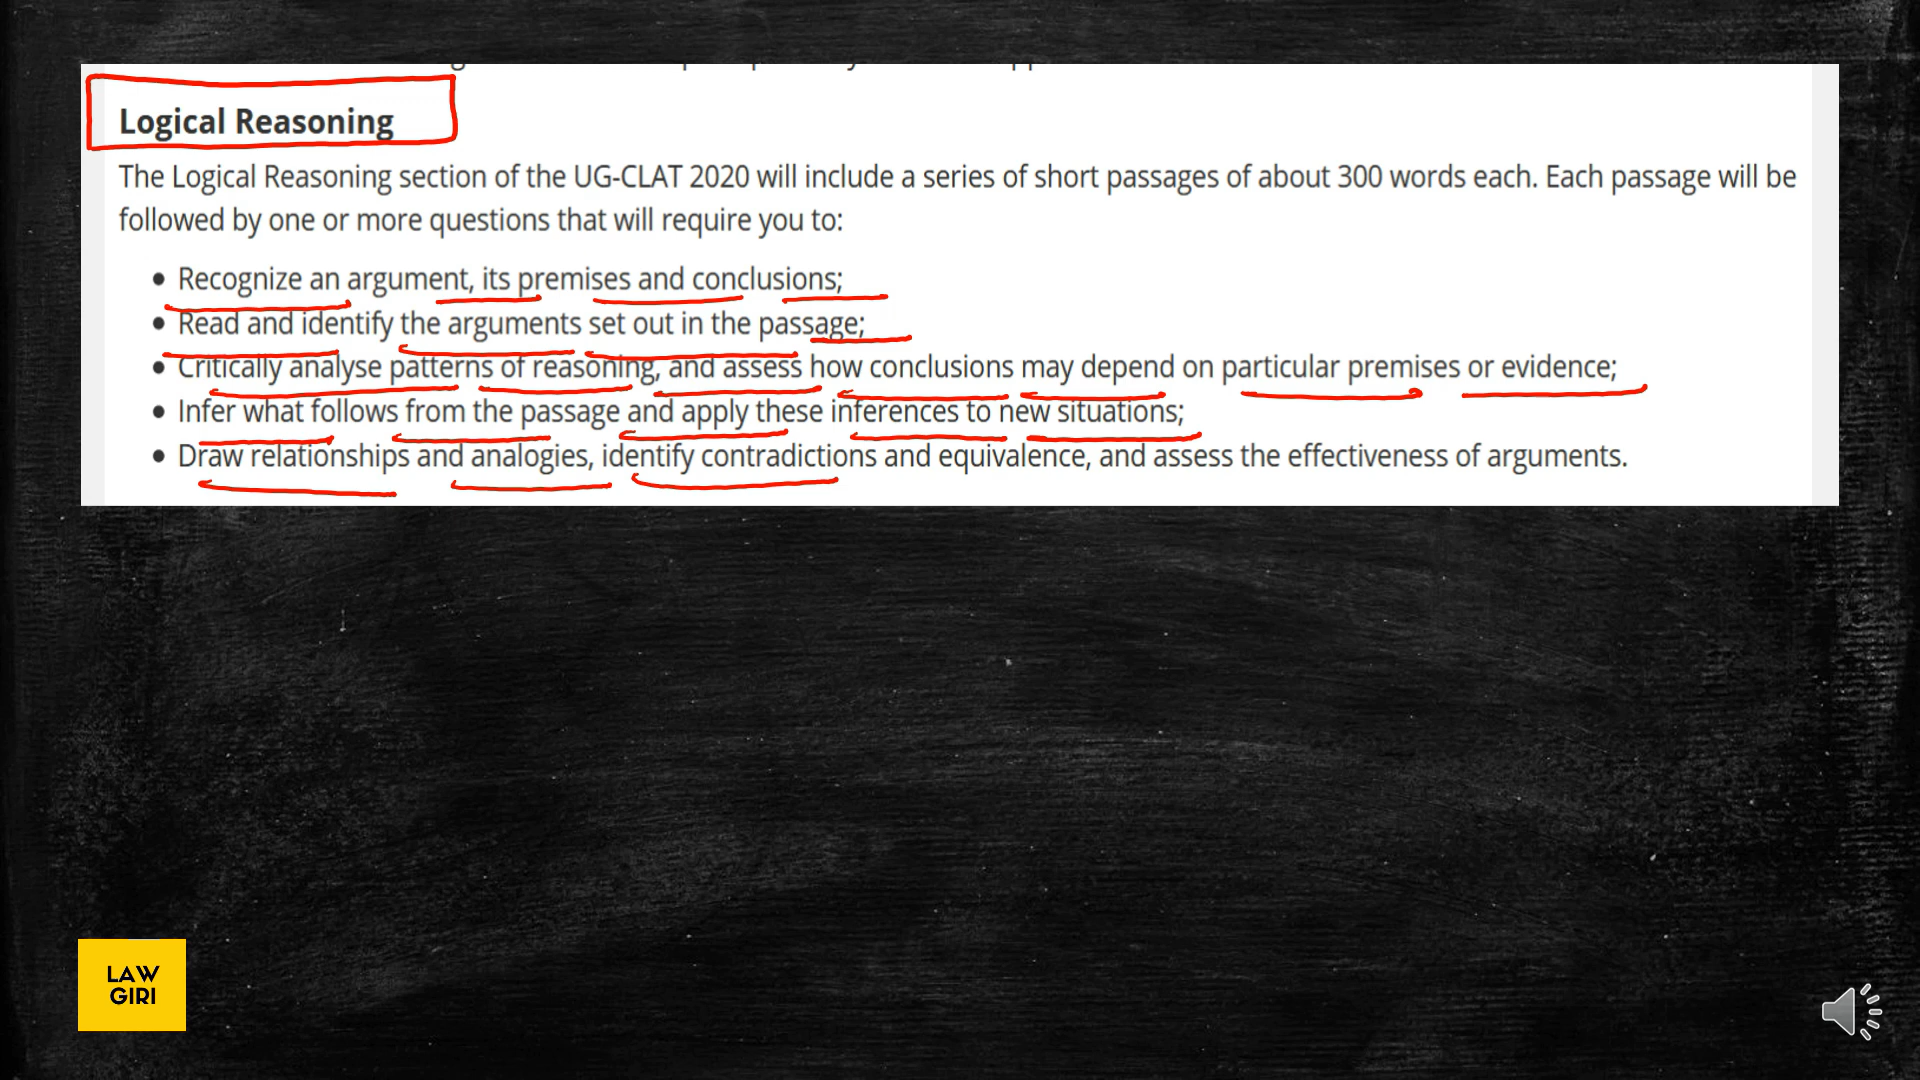 Logical Reasoning
The Logical Reasoning section of the UG-CLAT 2020 will include a series of short passages of about 300 words each. Each passage will be
followed by one or more questions that will require you to:
• Recognize an argument, its premises and conclusions;
• Read and identify the arguments set out in the passage;
• Critically analyse patterns of reasoning, and assess how conclusions may depend on particular premises or evidence;
• Infer what follows from the passage and apply these inferences to new situations;
• Draw relationships and analogies, identify contradictions and equivalence, and assess the effectiveness of arguments.
LAW
GIRI